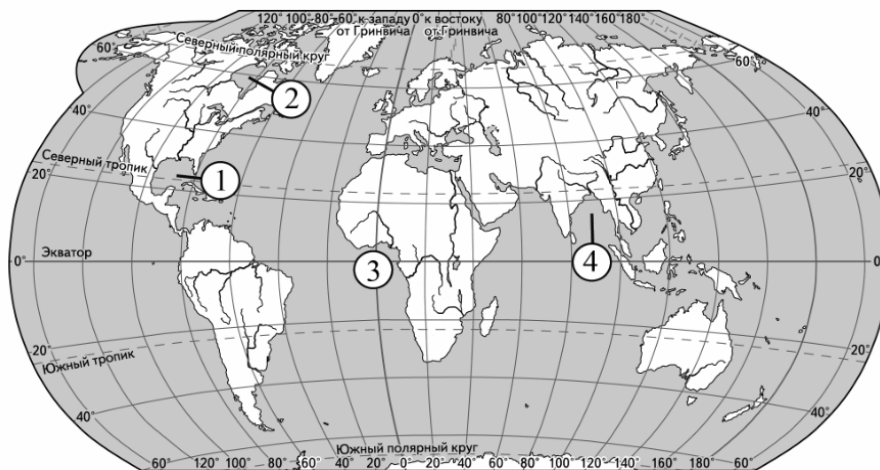 120° 100° 80° 60° к западу 0° к востоку 80° 100° 120° 140° 160° 180°
от Гринвича от Гринвича
60° Северный полярный круг 60°
2
40° 40°
Северный тропик
20° 1 20°
Экватор
0° 3 4 0°
20° 20°
Южный тропик
40° 40°
Южный полярный круг
60° 120° 100° 80° 60° 40° 20° 0° 20° 40° 60° 80° 100° 120° 140° 160° 180° 60°